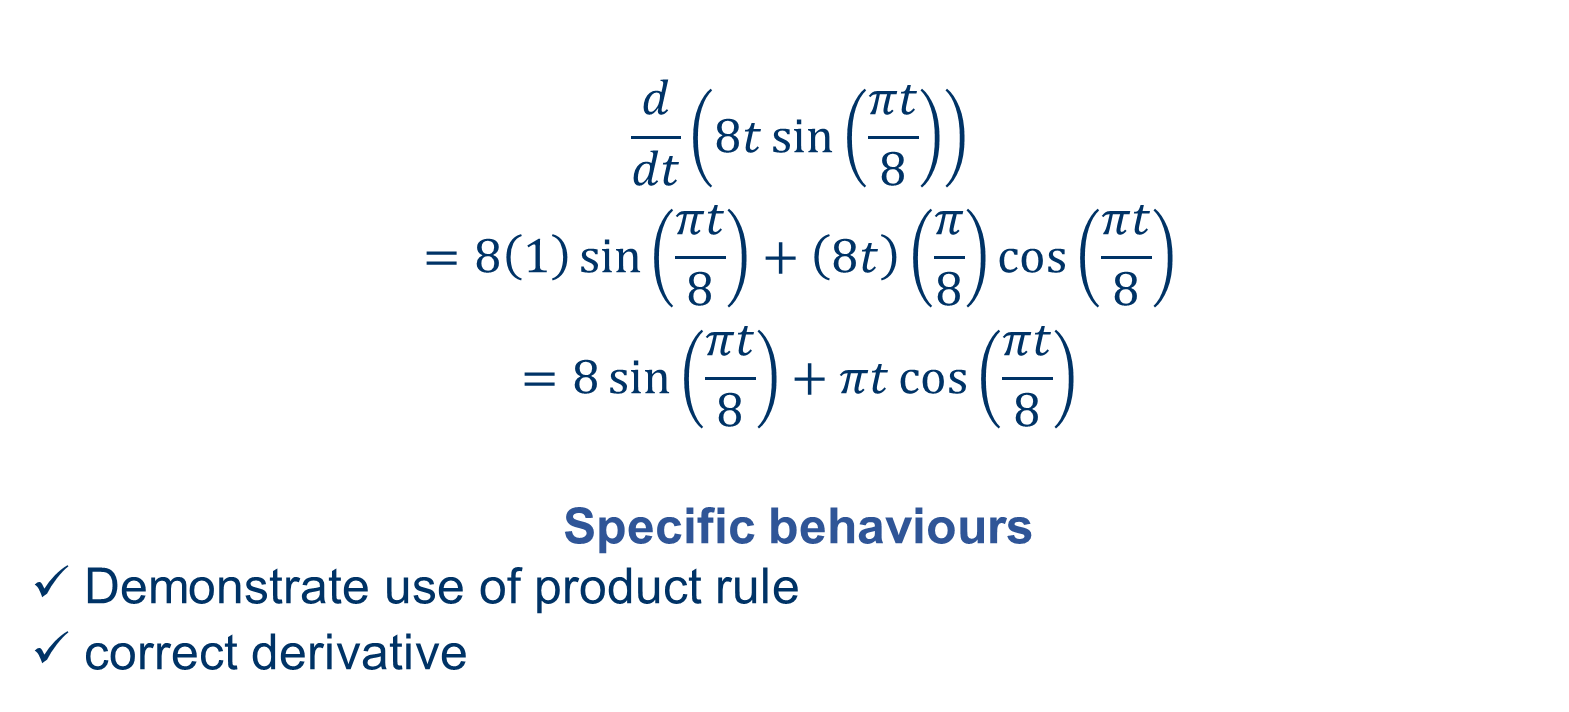 d/dt (8t sin(πt/8))
= 8(1) sin(πt/8) + (8t) (π/8) cos(πt/8)
= 8 sin(πt/8) + πt cos(πt/8)
Specific behaviours
✓ Demonstrate use of product rule
✓ correct derivative